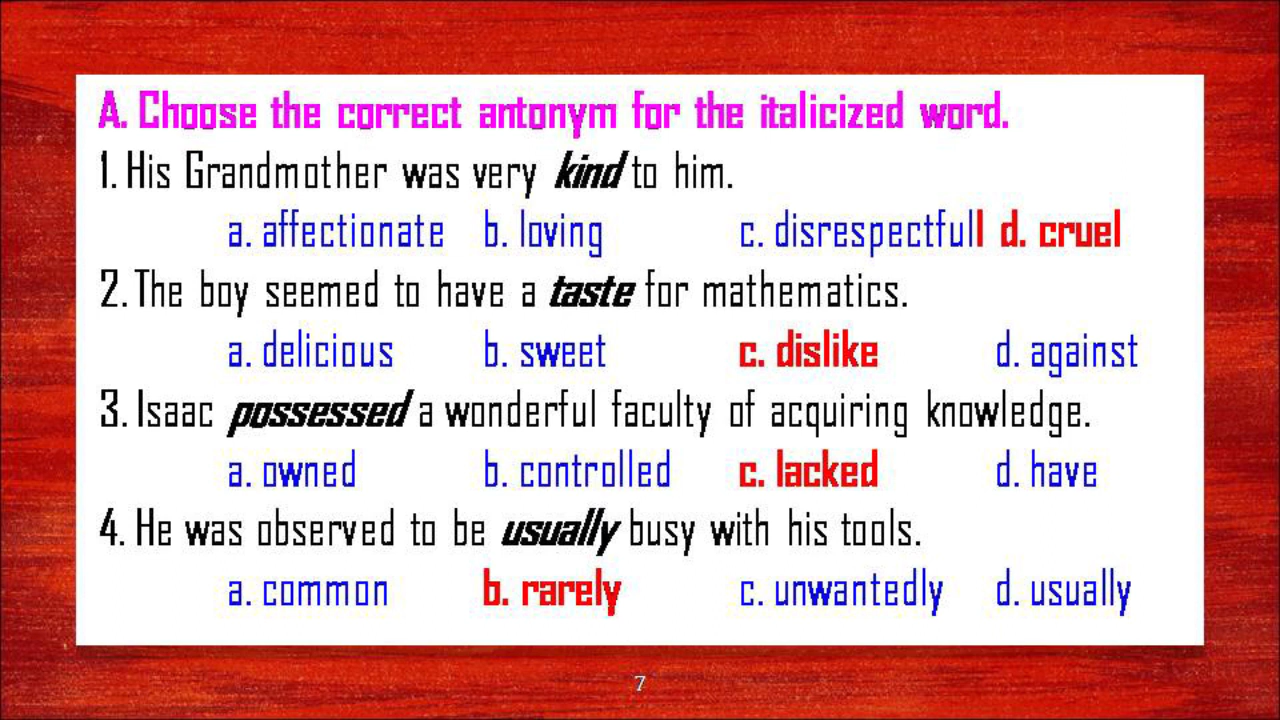 A. Choose the correct antonym for the italicized word.
1. His Grandmother was very kind to him.
a. affectionate b. loving c. disrespectfull d. cruel
2. The boy seemed to have a taste for mathematics.
a. delicious b. sweet c. dislike d. against
3. Isaac possessed a wonderful faculty of acquiring knowledge.
a. owned b. controlled c. lacked d. have
4. He was observed to be usually busy with his tools.
a. common b. rarely c. unwantedly d. usually
7